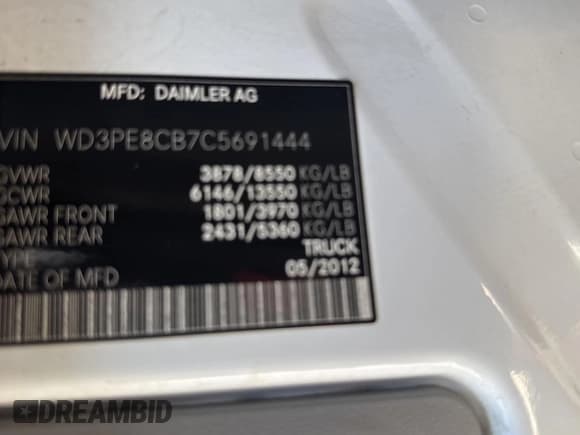 MFD: DAIMLER AG
VIN WD3PE8CB7C5691444
GVWR 3878/8550 KG/LB
GCWR 6146/13550 KG/LB
GAWR FRONT 1801/3970 KG/LB
GAWR REAR 2431/5360 KG/LB
TYPE TRUCK
DATE OF MFD 05/2012
DREAMBID